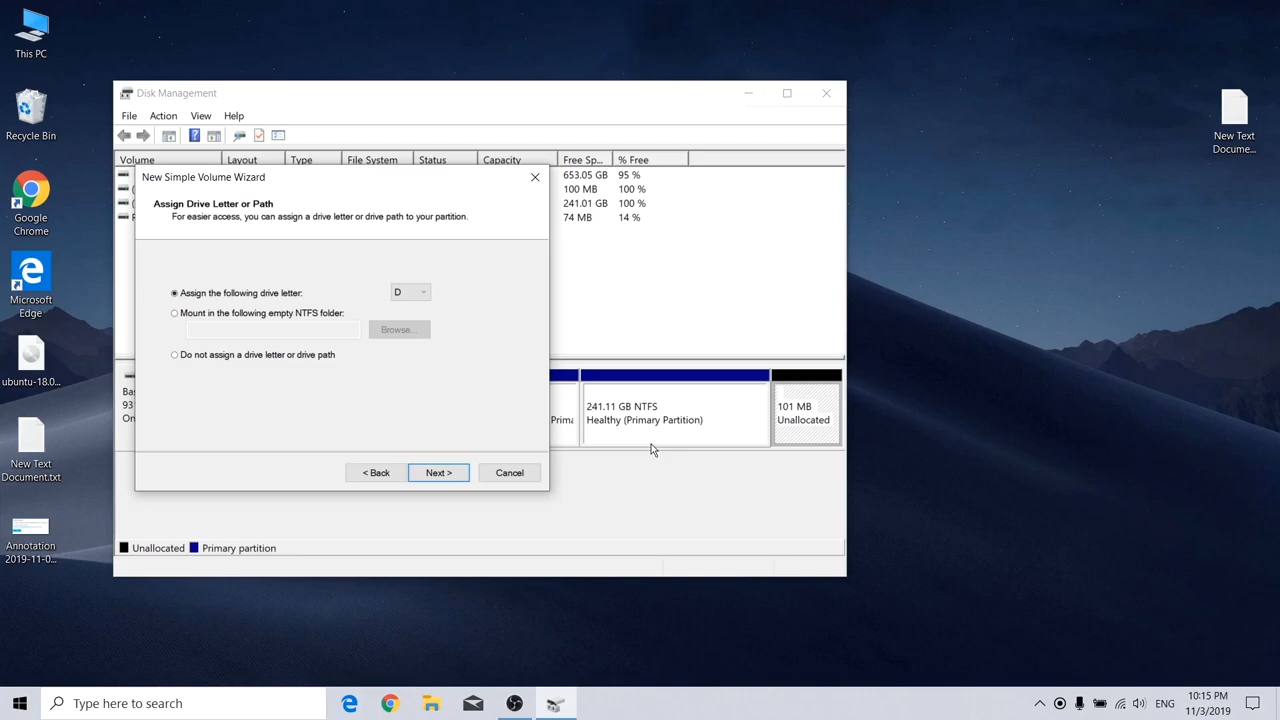 This PC
Recycle Bin
Google
Chrome
Microsoft
Edge
ubuntu-18.0...
New Text
Document.txt
Annotation
2019-11-0...
New Text
Docume...
Disk Management
File Action View Help
Volume Layout Type File System Status Capacity Free Sp... % Free
653.05 GB 95 %
100 MB 100 %
241.01 GB 100 %
74 MB 14 %
New Simple Volume Wizard
Assign Drive Letter or Path
For easier access, you can assign a drive letter or drive path to your partition.
Assign the following drive letter: D
Mount in the following empty NTFS folder:
Browse...
Do not assign a drive letter or drive path
< Back Next > Cancel
Bas
93
On
Prima
241.11 GB NTFS
Healthy (Primary Partition)
101 MB
Unallocated
Unallocated Primary partition
Type here to search
ENG
10:15 PM
11/3/2019